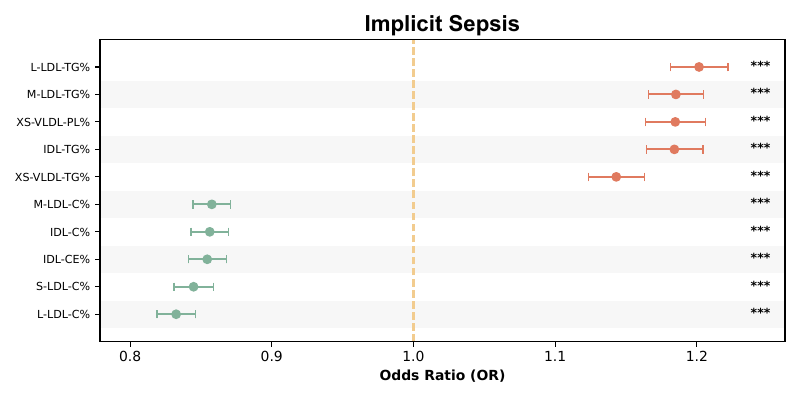 Implicit Sepsis
L-LDL-TG% ***
M-LDL-TG% ***
XS-VLDL-PL% ***
IDL-TG% ***
XS-VLDL-TG% ***
M-LDL-C% ***
IDL-C% ***
IDL-CE% ***
S-LDL-C% ***
L-LDL-C% ***
0.8 0.9 1.0 1.1 1.2
Odds Ratio (OR)